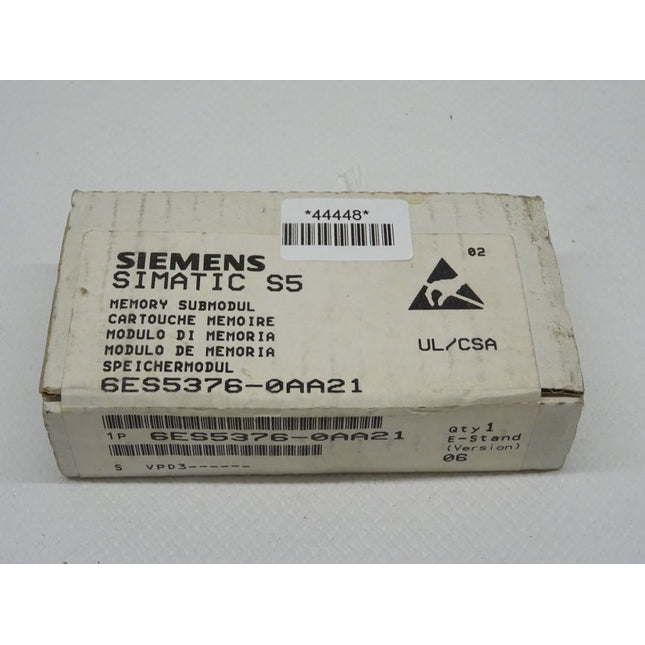 *44448*
SIEMENS
SIMATIC S5
02
MEMORY SUBMODUL
CARTOUCHE MEMOIRE
MODULO DI MEMORIA
MODULO DE MEMORIA
SPEICHERMODUL
UL/CSA
6ES5376-0AA21
1P 6ES5376-0AA21
Qty 1
E-Stand
(Version)
06
S VPD3------